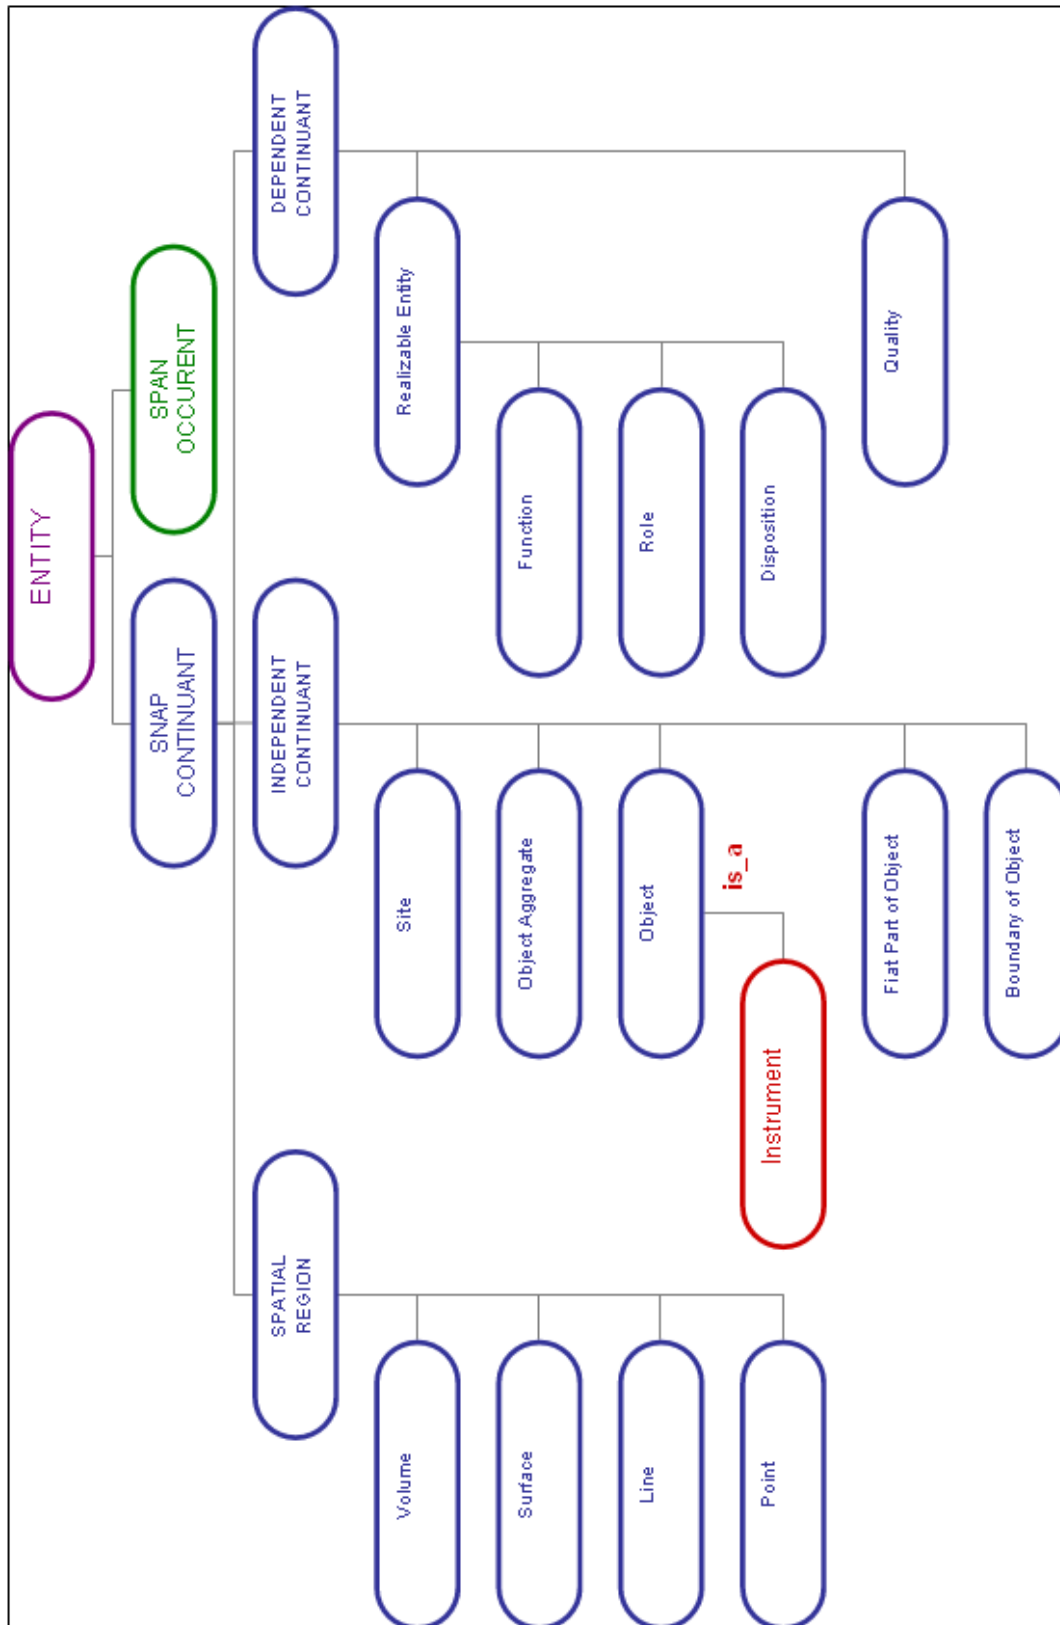 ENTITY
SNAP
CONTINUANT
SPAN
OCCURENT
SPATIAL
REGION
INDEPENDENT
CONTINUANT
DEPENDENT
CONTINUANT
Volume
Surface
Line
Point
Site
Object Aggregate
Object
is_a
Instrument
Fiat Part of Object
Boundary of Object
Realizable Entity
Function
Role
Disposition
Quality